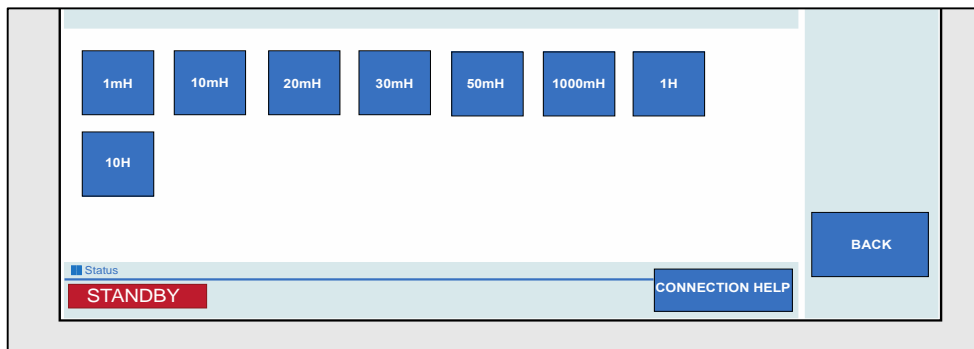 1mH 10mH 20mH 30mH 50mH 1000mH 1H
10H
BACK
Status
STANDBY
CONNECTION HELP